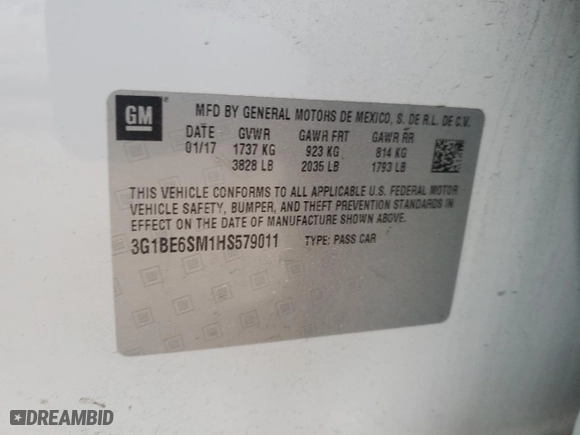 GM
MFD BY GENERAL MOTORS DE MEXICO, S. DE R.L. DE C.V.
DATE GVWR GAWR FRT GAWR RR
01/17 1737 KG 923 KG 814 KG
3828 LB 2035 LB 1793 LB
THIS VEHICLE CONFORMS TO ALL APPLICABLE U.S. FEDERAL MOTOR
VEHICLE SAFETY, BUMPER, AND THEFT PREVENTION STANDARDS IN
EFFECT ON THE DATE OF MANUFACTURE SHOWN ABOVE.
3G1BE6SM1HS579011 TYPE: PASS CAR
DREAMBID